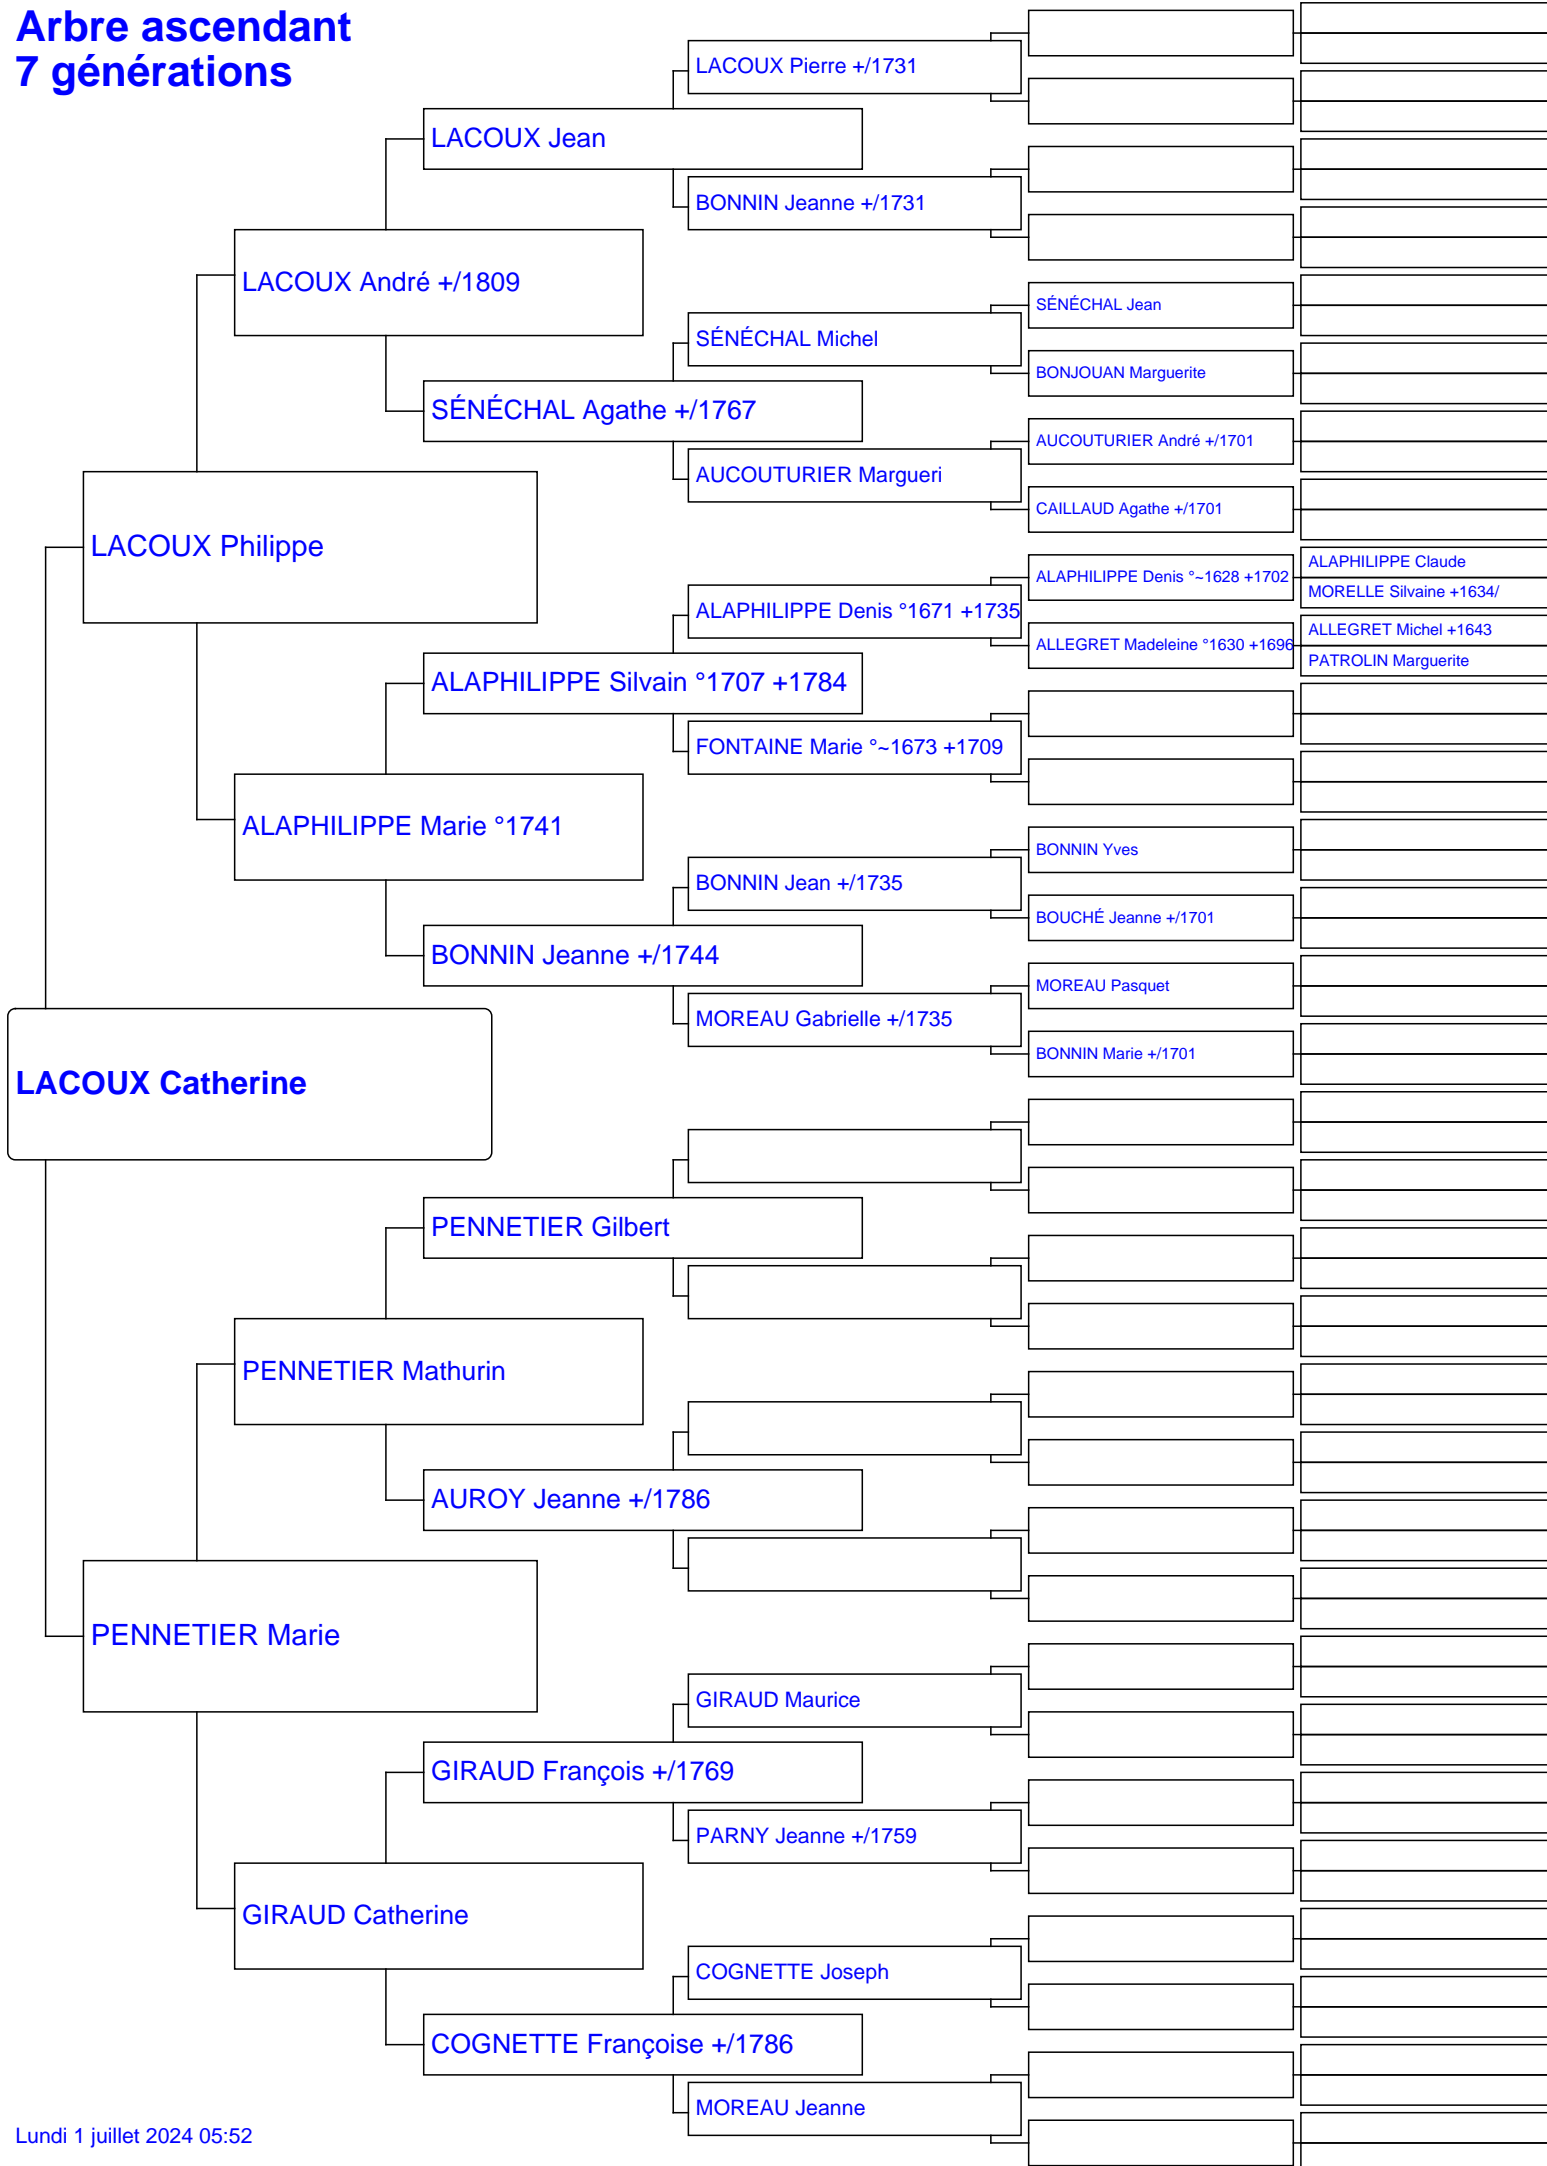 Arbre ascendant
7 générations
LACOUX Pierre +/1731
LACOUX Jean
BONNIN Jeanne +/1731
LACOUX André +/1809
SÉNÉCHAL Jean
SÉNÉCHAL Michel
BONJOUAN Marguerite
SÉNÉCHAL Agathe +/1767
AUCOUTURIER André +/1701
AUCOUTURIER Margueri
CAILLAUD Agathe +/1701
LACOUX Philippe
ALAPHILIPPE Claude
ALAPHILIPPE Denis °~1628 +1702
MORELLE Silvaine +1634/
ALAPHILIPPE Denis °1671 +1735
ALLEGRET Michel +1643
ALLEGRET Madeleine °1630 +1696
PATROLIN Marguerite
ALAPHILIPPE Silvain °1707 +1784
FONTAINE Marie °~1673 +1709
ALAPHILIPPE Marie °1741
BONNIN Yves
BONNIN Jean +/1735
BOUCHÉ Jeanne +/1701
BONNIN Jeanne +/1744
MOREAU Pasquet
MOREAU Gabrielle +/1735
BONNIN Marie +/1701
LACOUX Catherine
PENNETIER Gilbert
PENNETIER Mathurin
AUROY Jeanne +/1786
PENNETIER Marie
GIRAUD Maurice
GIRAUD François +/1769
PARNY Jeanne +/1759
GIRAUD Catherine
COGNETTE Joseph
COGNETTE Françoise +/1786
MOREAU Jeanne
Lundi 1 juillet 2024 05:52